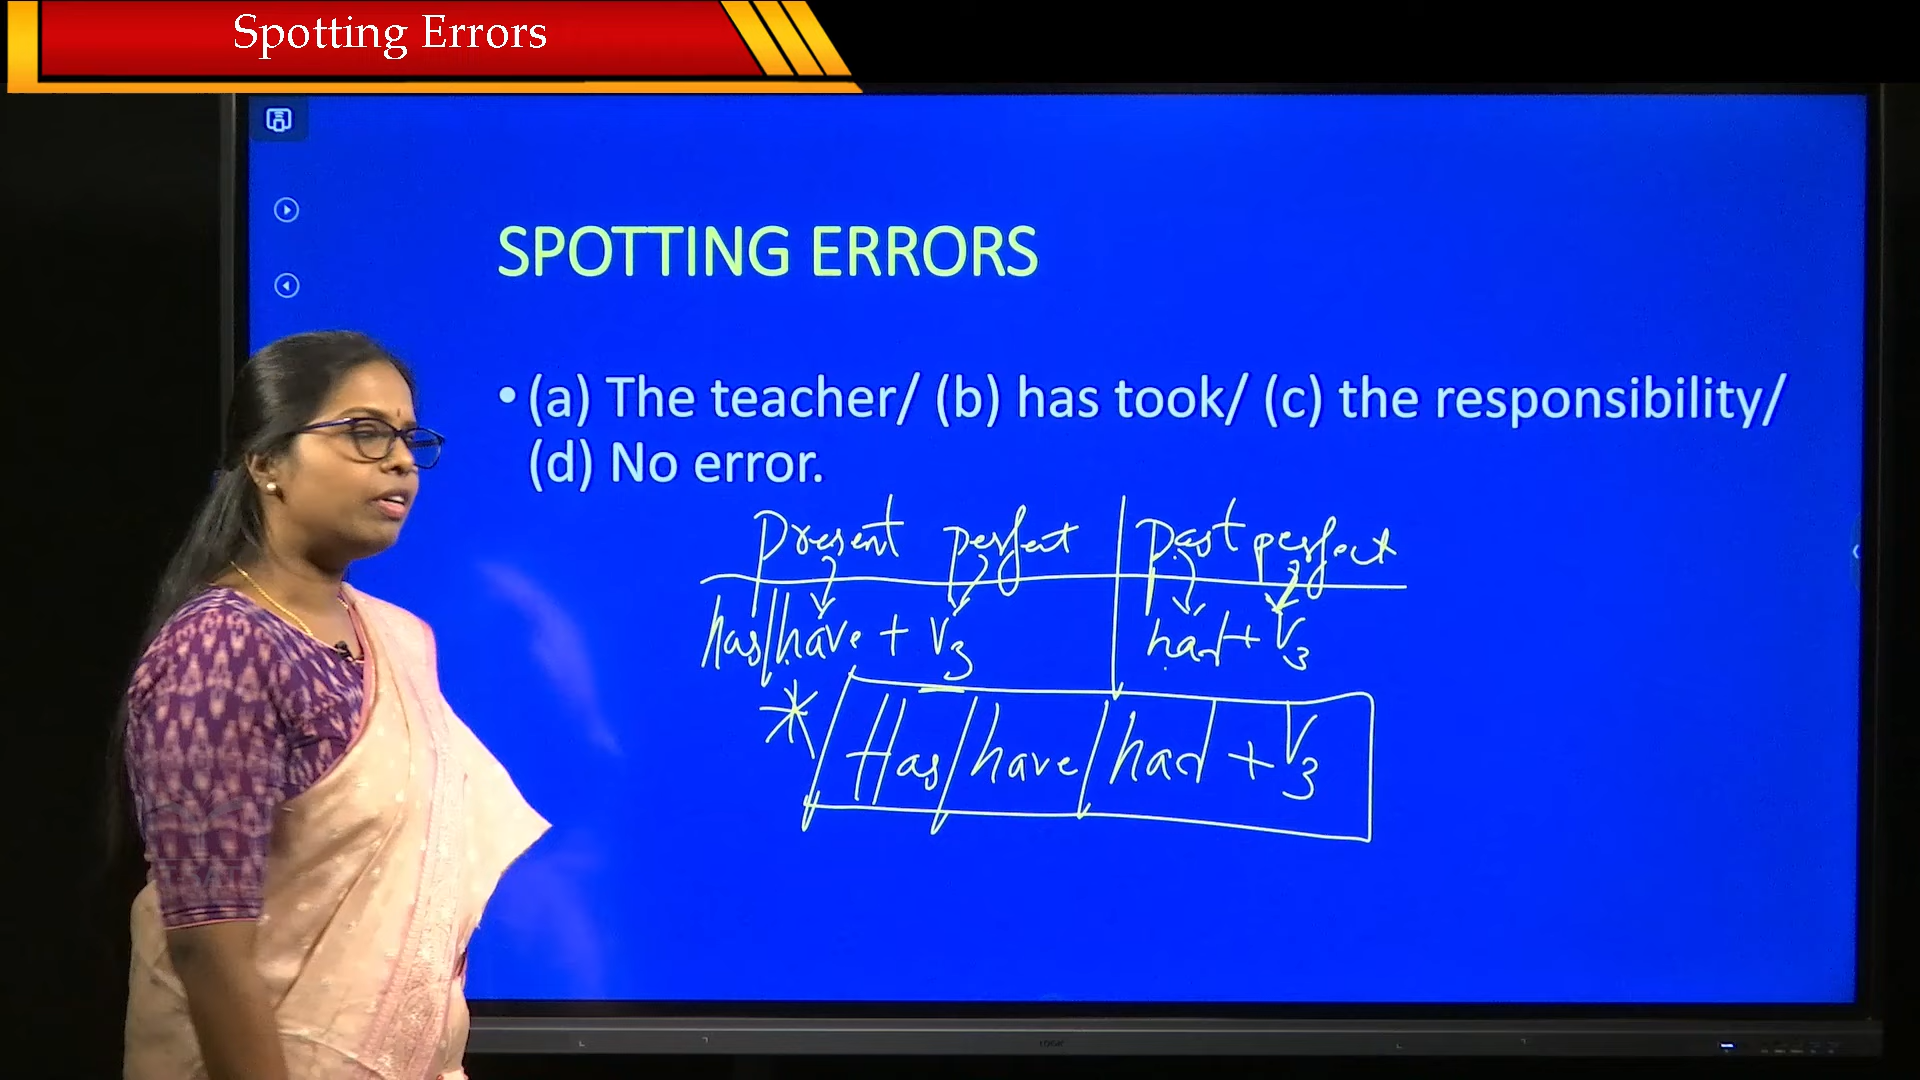 Spotting Errors
SPOTTING ERRORS
• (a) The teacher/ (b) has took/ (c) the responsibility/
(d) No error.
Present perfect | Past perfect
has/have + V3 | had + V3
* Has/have/had + V3